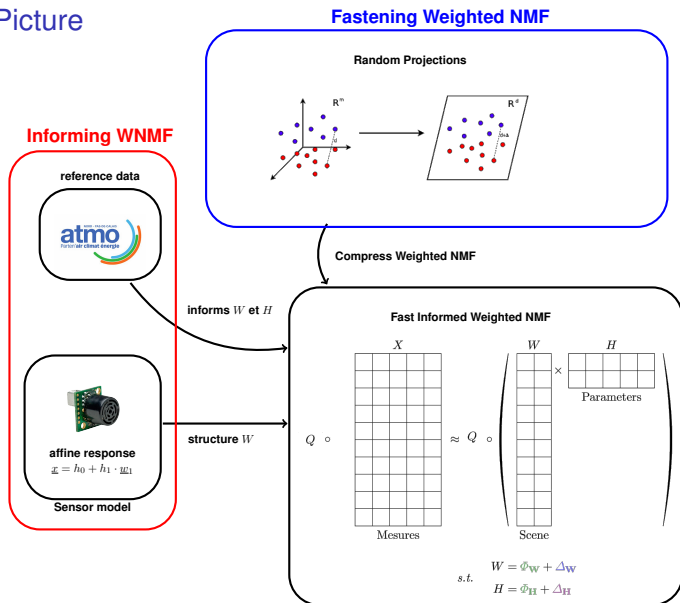 Picture
Fastening Weighted NMF
Random Projections
R^m
d
R^d
d±Δ
Informing WNMF
reference data
atmo
Parler air climat énergie
Compress Weighted NMF
informs W et H
Fast Informed Weighted NMF
X
W
H
×
Parameters
affine response
x = h₀ + h₁ · w₁
Sensor model
structure W
Q ∘
≈ Q ∘
Mesures
Scene
s.t.
W = Φ_W + Δ_W
H = Φ_H + Δ_H